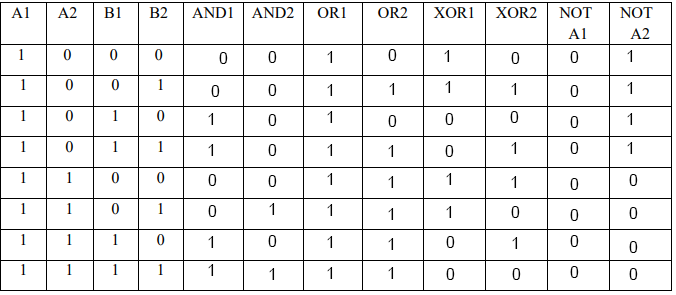 A1 A2 B1 B2 AND1 AND2 OR1 OR2 XOR1 XOR2 NOT A1 NOT A2
1 0 0 0 0 0 1 0 1 0 0 1
1 0 0 1 0 0 1 1 1 1 0 1
1 0 1 0 1 0 1 0 0 0 0 1
1 0 1 1 1 0 1 1 0 1 0 1
1 1 0 0 0 0 1 1 1 1 0 0
1 1 0 1 0 1 1 1 1 0 0 0
1 1 1 0 1 0 1 1 0 1 0 0
1 1 1 1 1 1 1 1 0 0 0 0